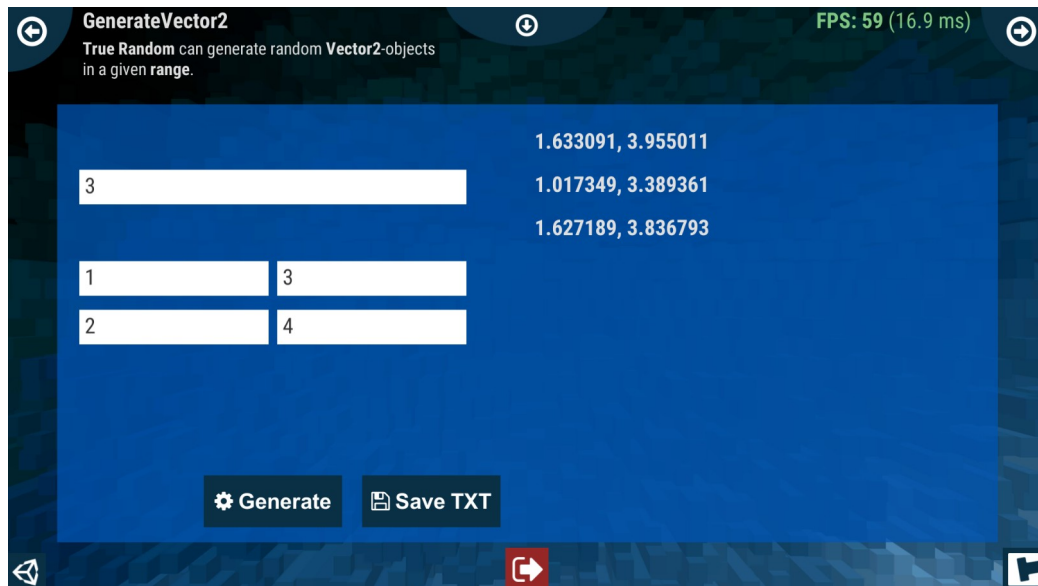 GenerateVector2
FPS: 59 (16.9 ms)
True Random can generate random Vector2-objects
in a given range.
1.633091, 3.955011
3
1.017349, 3.389361
1.627189, 3.836793
1
3
2
4
Generate
Save TXT